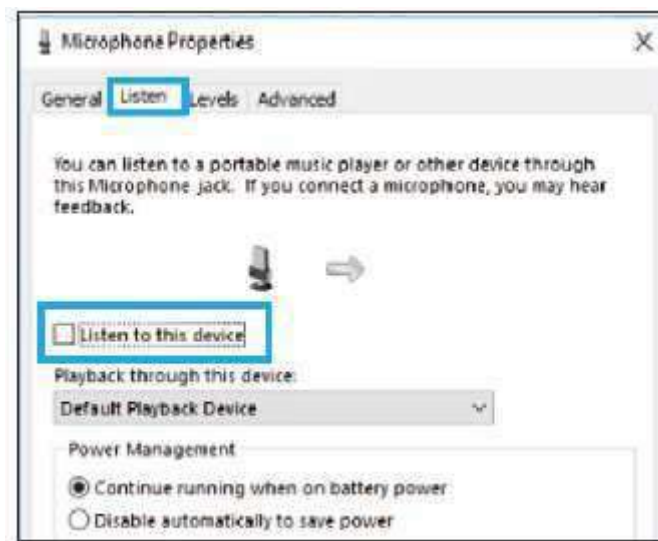 Microphone Properties
General Listen Levels Advanced
You can listen to a portable music player or other device through
this Microphone jack. If you connect a microphone, you may hear
feedback.
Listen to this device
Playback through this device:
Default Playback Device
Power Management
Continue running when on battery power
Disable automatically to save power